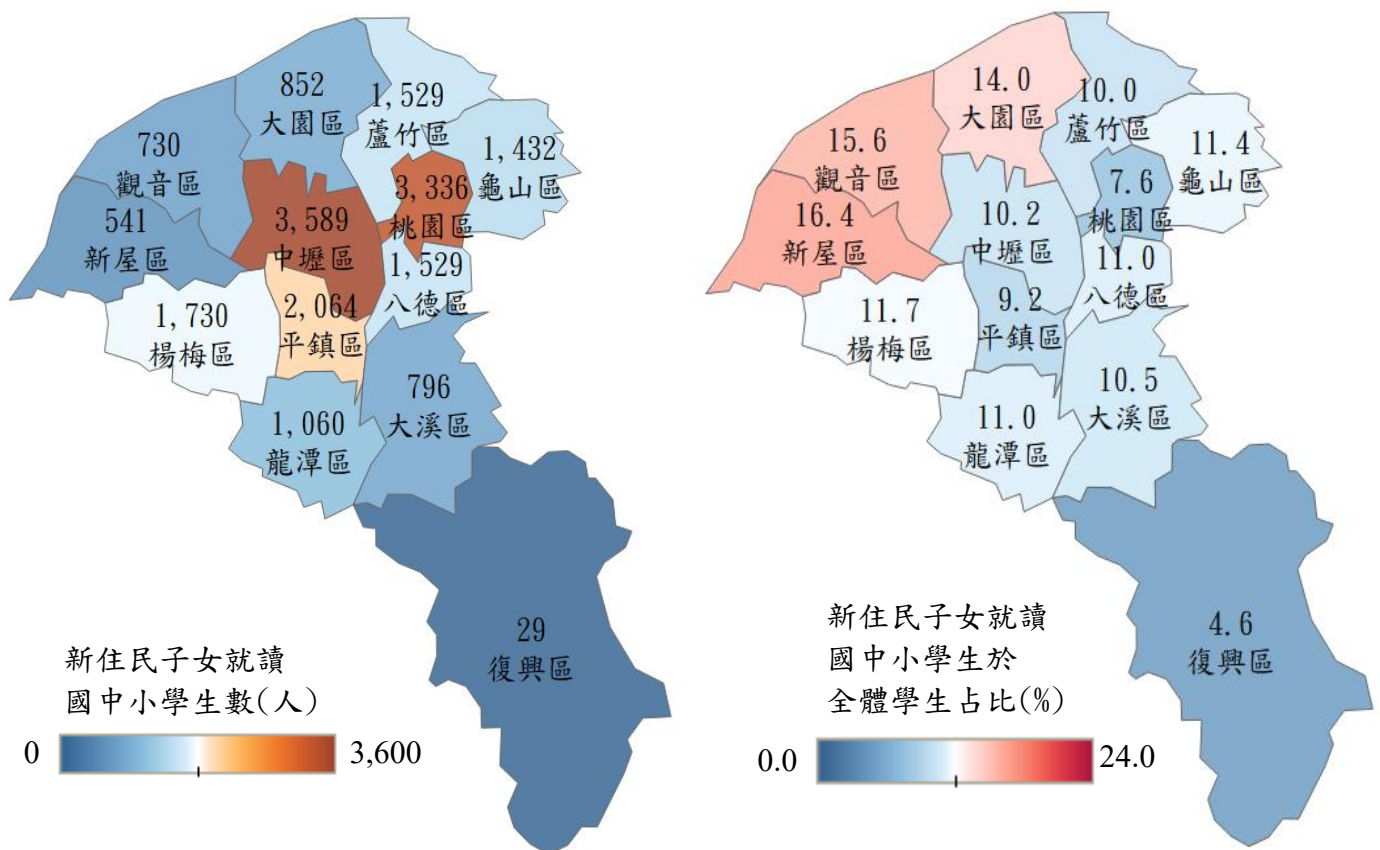 852
大園區
1,529
蘆竹區
1,432
龜山區
730
觀音區
3,336
桃園區
541
新屋區
3,589
中壢區
1,529
八德區
1,730
楊梅區
2,064
平鎮區
796
大溪區
1,060
龍潭區
29
復興區
新住民子女就讀
國中小學生數(人)
0
3,600
14.0
大園區
10.0
蘆竹區
11.4
龜山區
15.6
觀音區
7.6
桃園區
16.4
新屋區
10.2
中壢區
11.0
八德區
11.7
楊梅區
9.2
平鎮區
10.5
大溪區
11.0
龍潭區
4.6
復興區
新住民子女就讀
國中小學生於
全體學生占比(%)
0.0
24.0